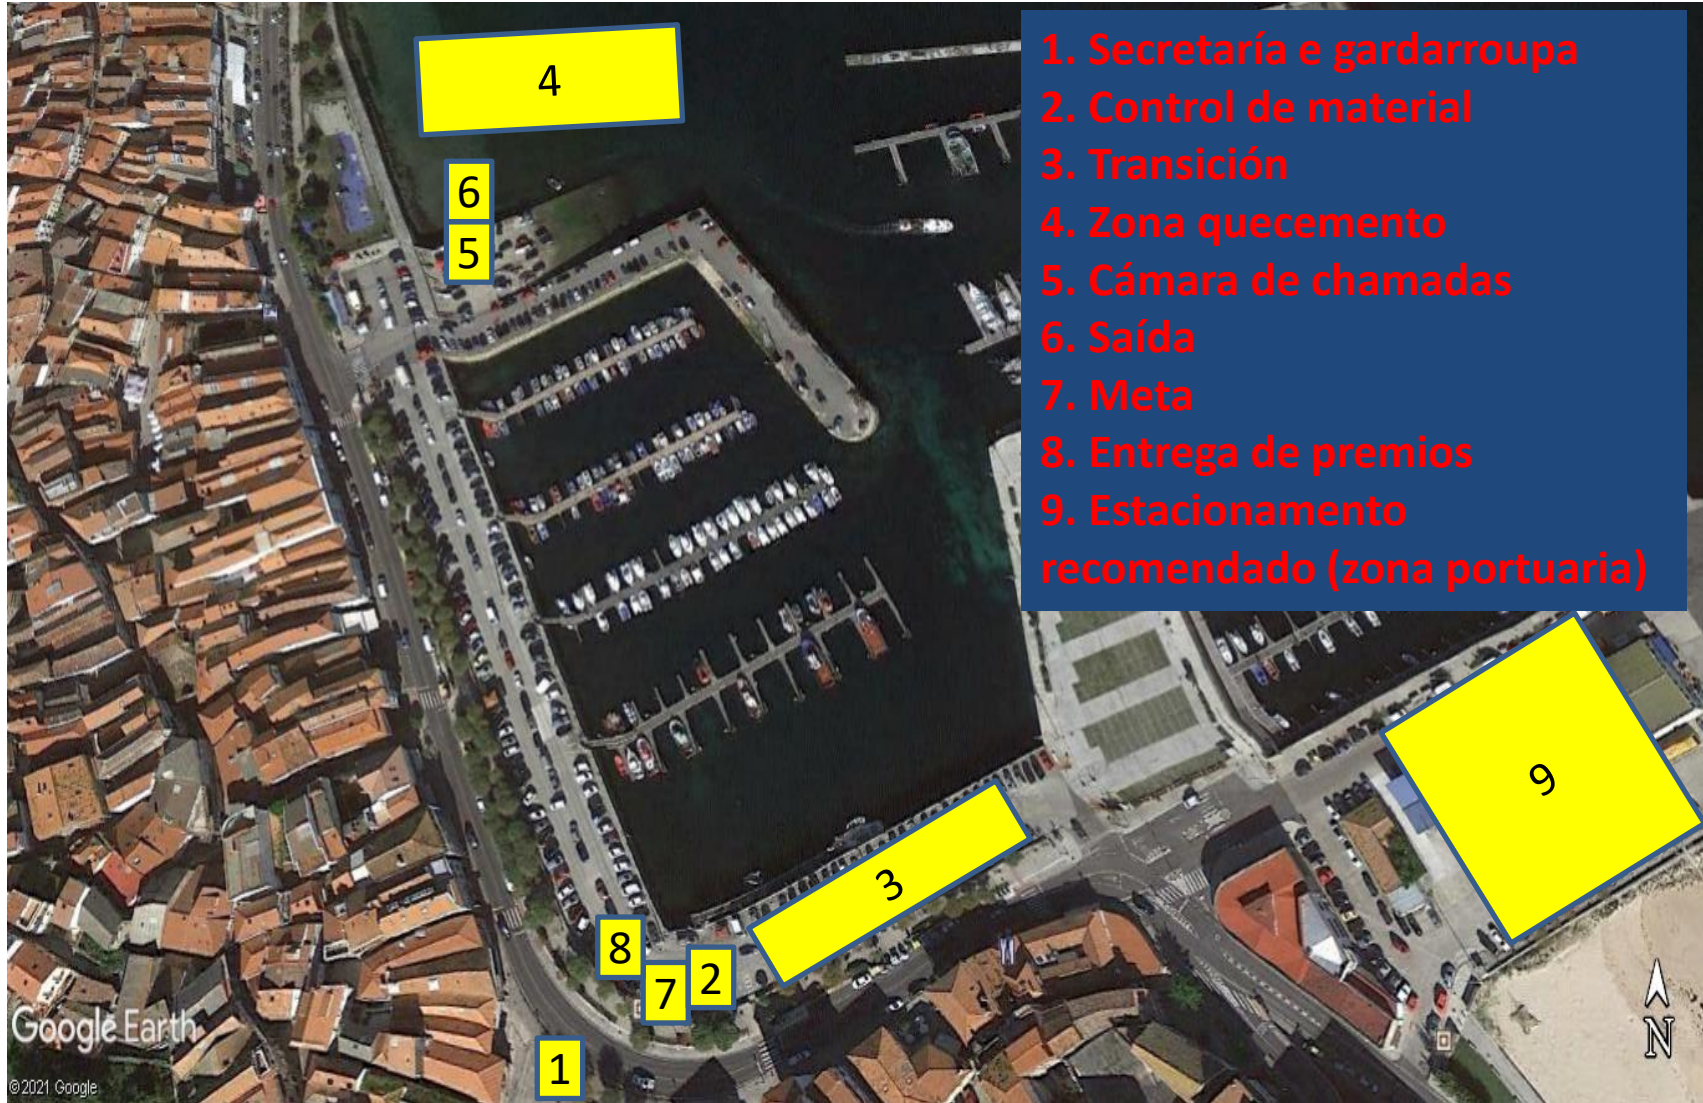 1. Secretaría e gardarroupa
2. Control de material
3. Transición
4. Zona quecemento
5. Cámara de chamadas
6. Saída
7. Meta
8. Entrega de premios
9. Estacionamento
recomendado (zona portuaria)
4
6
5
9
3
8
2
7
1
N
Google Earth
©2021 Google